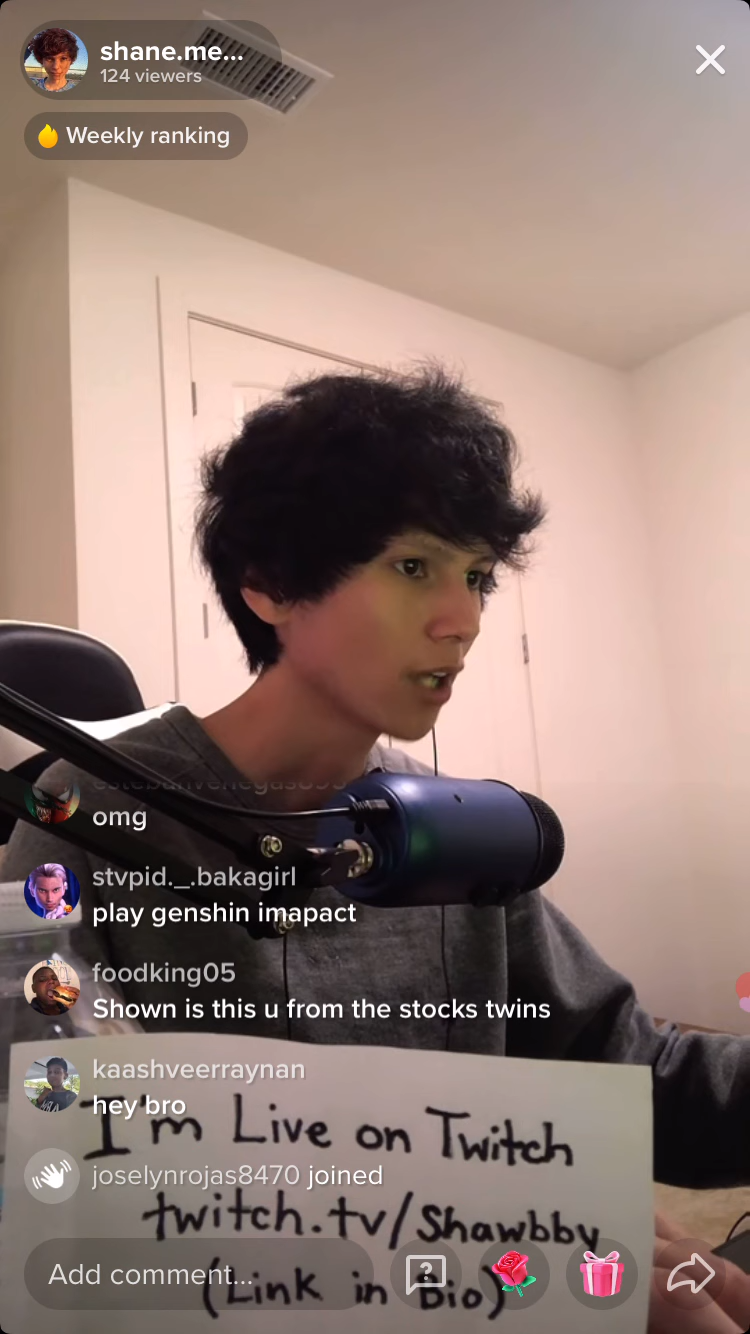 shane.me...
124 viewers
Weekly ranking
omg
stvpid._.bakagirl
play genshin imapact
foodking05
Shown is this u from the stocks twins
kaashveerraynan
hey bro
I'm Live on Twitch
joselynrojas8470 joined
twitch.tv/Shawbby
Add comment...
(Link in Bio)